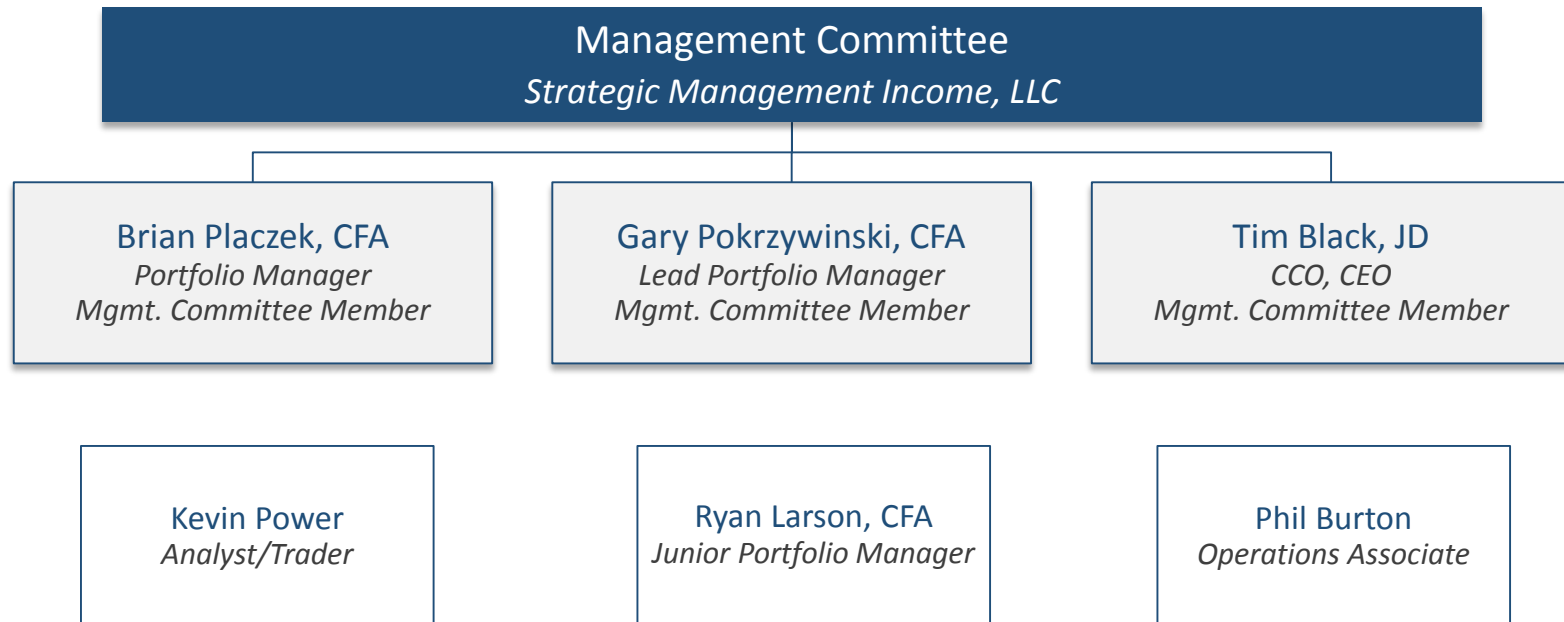 Management Committee
Strategic Management Income, LLC
Brian Placzek, CFA
Portfolio Manager
Mgmt. Committee Member
Gary Pokrzywinski, CFA
Lead Portfolio Manager
Mgmt. Committee Member
Tim Black, JD
CCO, CEO
Mgmt. Committee Member
Kevin Power
Analyst/Trader
Ryan Larson, CFA
Junior Portfolio Manager
Phil Burton
Operations Associate